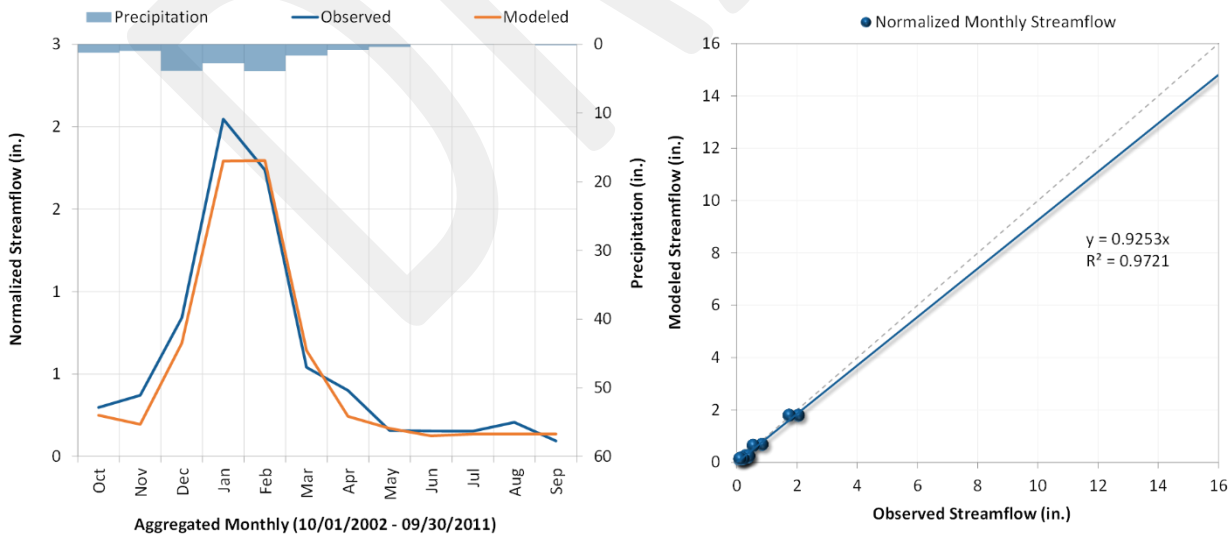 Precipitation
Observed
Modeled
3
2
2
1
1
0
Normalized Streamflow (in.)
0
10
20
30
40
50
60
Precipitation (in.)
Oct
Nov
Dec
Jan
Feb
Mar
Apr
May
Jun
Jul
Aug
Sep
Aggregated Monthly (10/01/2002 - 09/30/2011)
Normalized Monthly Streamflow
16
14
12
10
8
6
4
2
0
Modeled Streamflow (in.)
y = 0.9253x
R² = 0.9721
0
2
4
6
8
10
12
14
16
Observed Streamflow (in.)